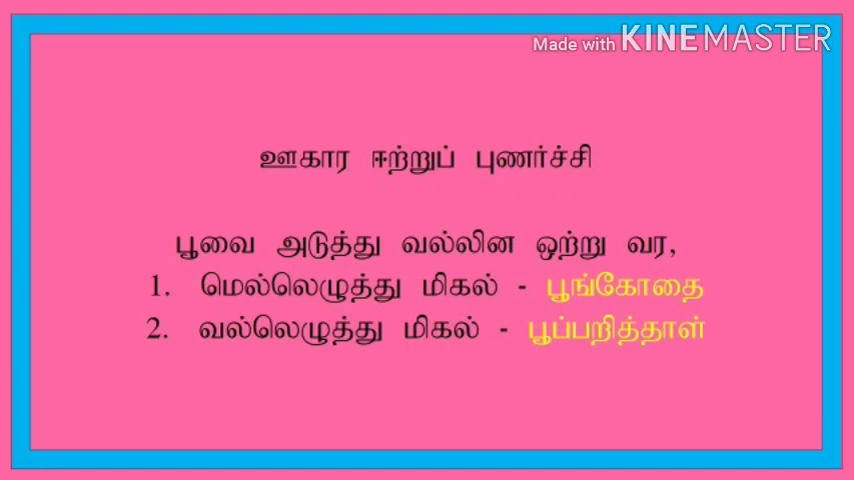 Made with KINEMASTER
ஊகார ஈற்றுப் புணர்ச்சி
பூவை அடுத்து வல்லின ஒற்று வர,
1. மெல்லெழுத்து மிகல் - பூங்கோதை
2. வல்லெழுத்து மிகல் - பூப்பறித்தாள்